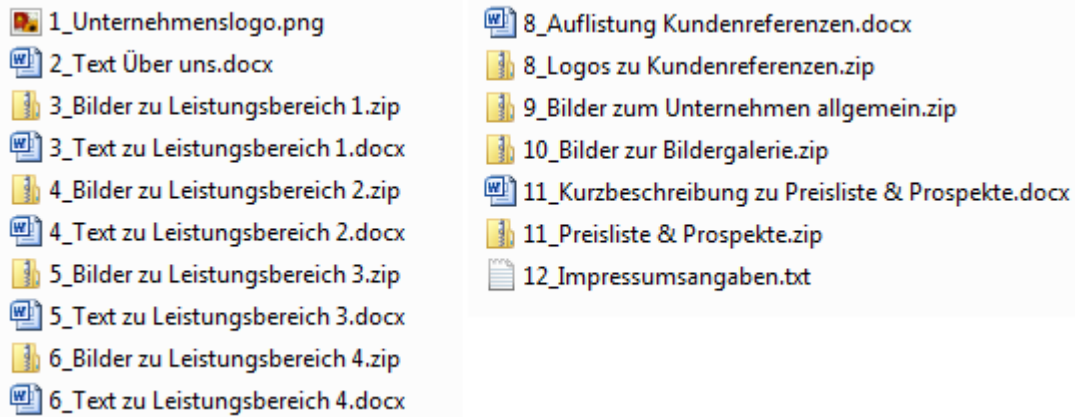 1_Unternehmenslogo.png
2_Text Über uns.docx
3_Bilder zu Leistungsbereich 1.zip
3_Text zu Leistungsbereich 1.docx
4_Bilder zu Leistungsbereich 2.zip
4_Text zu Leistungsbereich 2.docx
5_Bilder zu Leistungsbereich 3.zip
5_Text zu Leistungsbereich 3.docx
6_Bilder zu Leistungsbereich 4.zip
6_Text zu Leistungsbereich 4.docx
8_Auflistung Kundenreferenzen.docx
8_Logos zu Kundenreferenzen.zip
9_Bilder zum Unternehmen allgemein.zip
10_Bilder zur Bildergalerie.zip
11_Kurzbeschreibung zu Preisliste & Prospekte.docx
11_Preisliste & Prospekte.zip
12_Impressumsangaben.txt